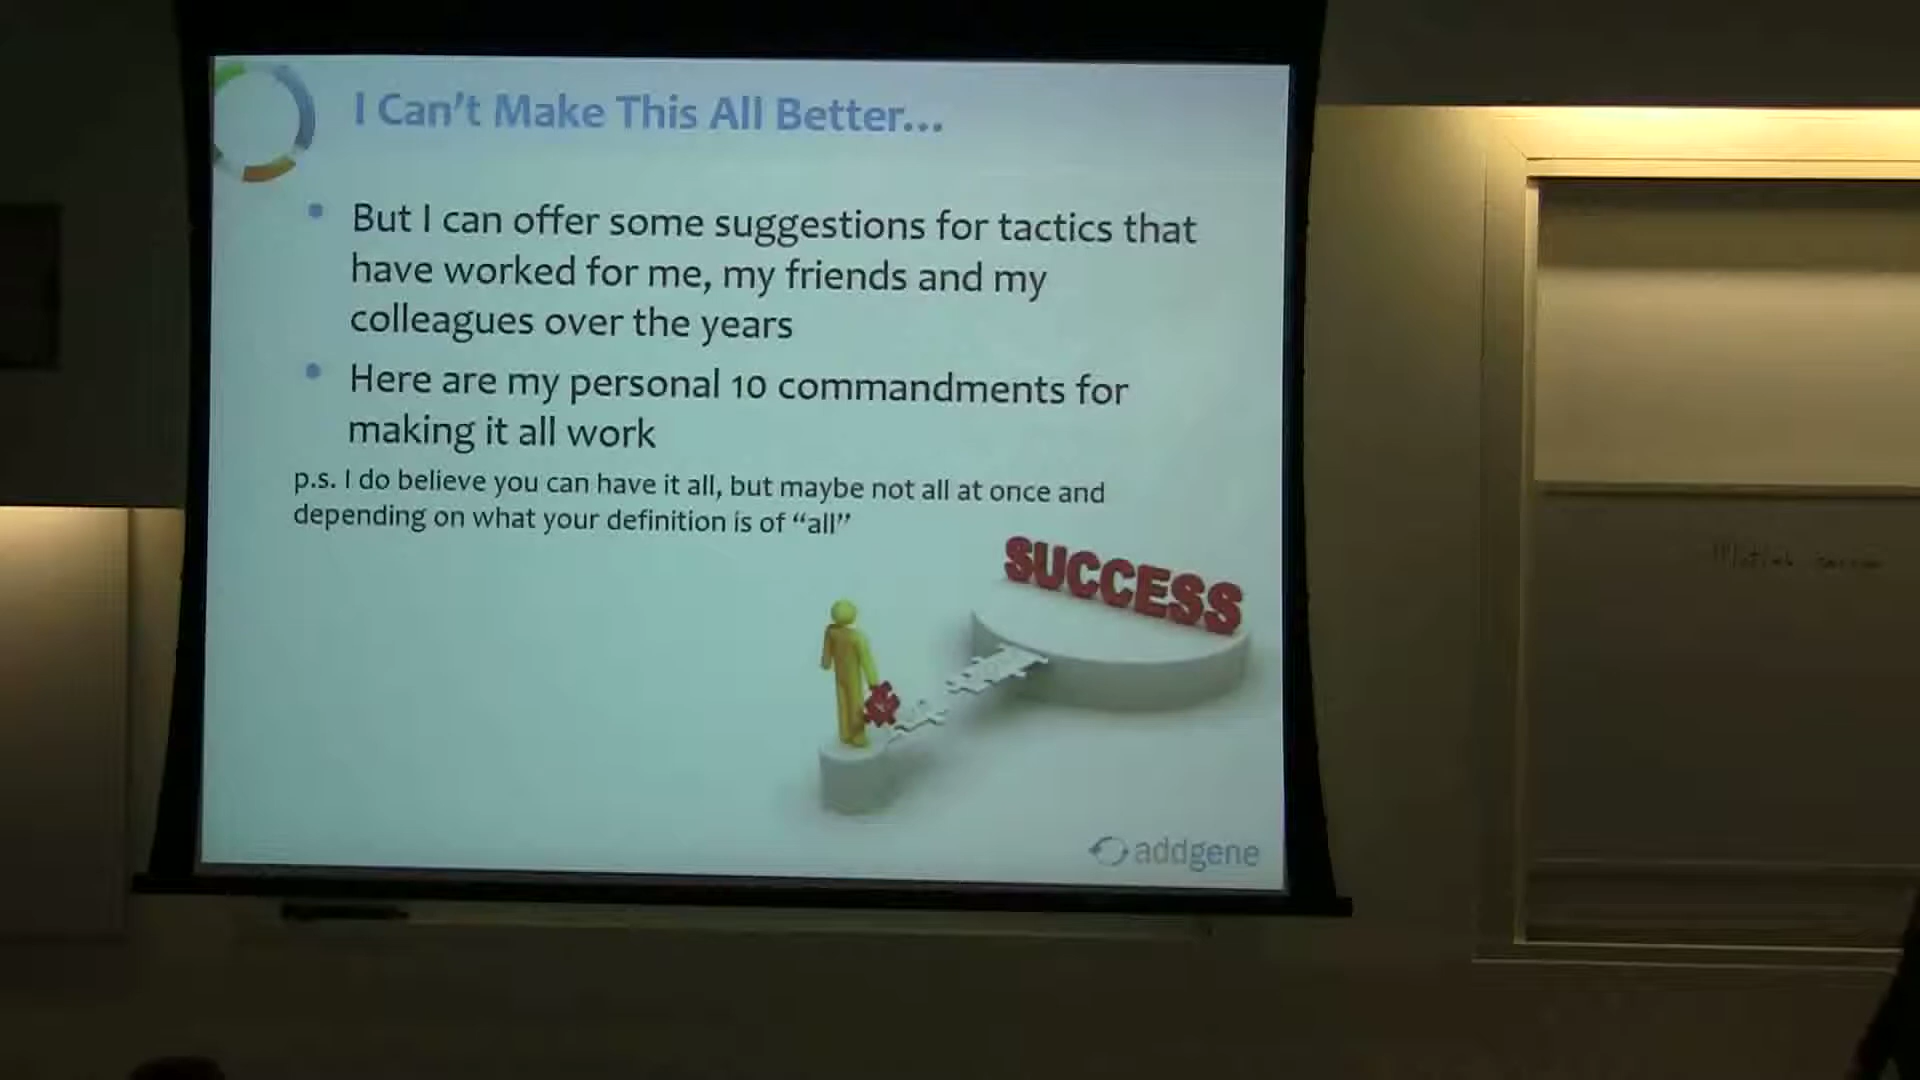 I Can't Make This All Better...
But I can offer some suggestions for tactics that
have worked for me, my friends and my
colleagues over the years
Here are my personal 10 commandments for
making it all work
p.s. I do believe you can have it all, but maybe not all at once and
depending on what your definition is of “all”
SUCCESS
addgene